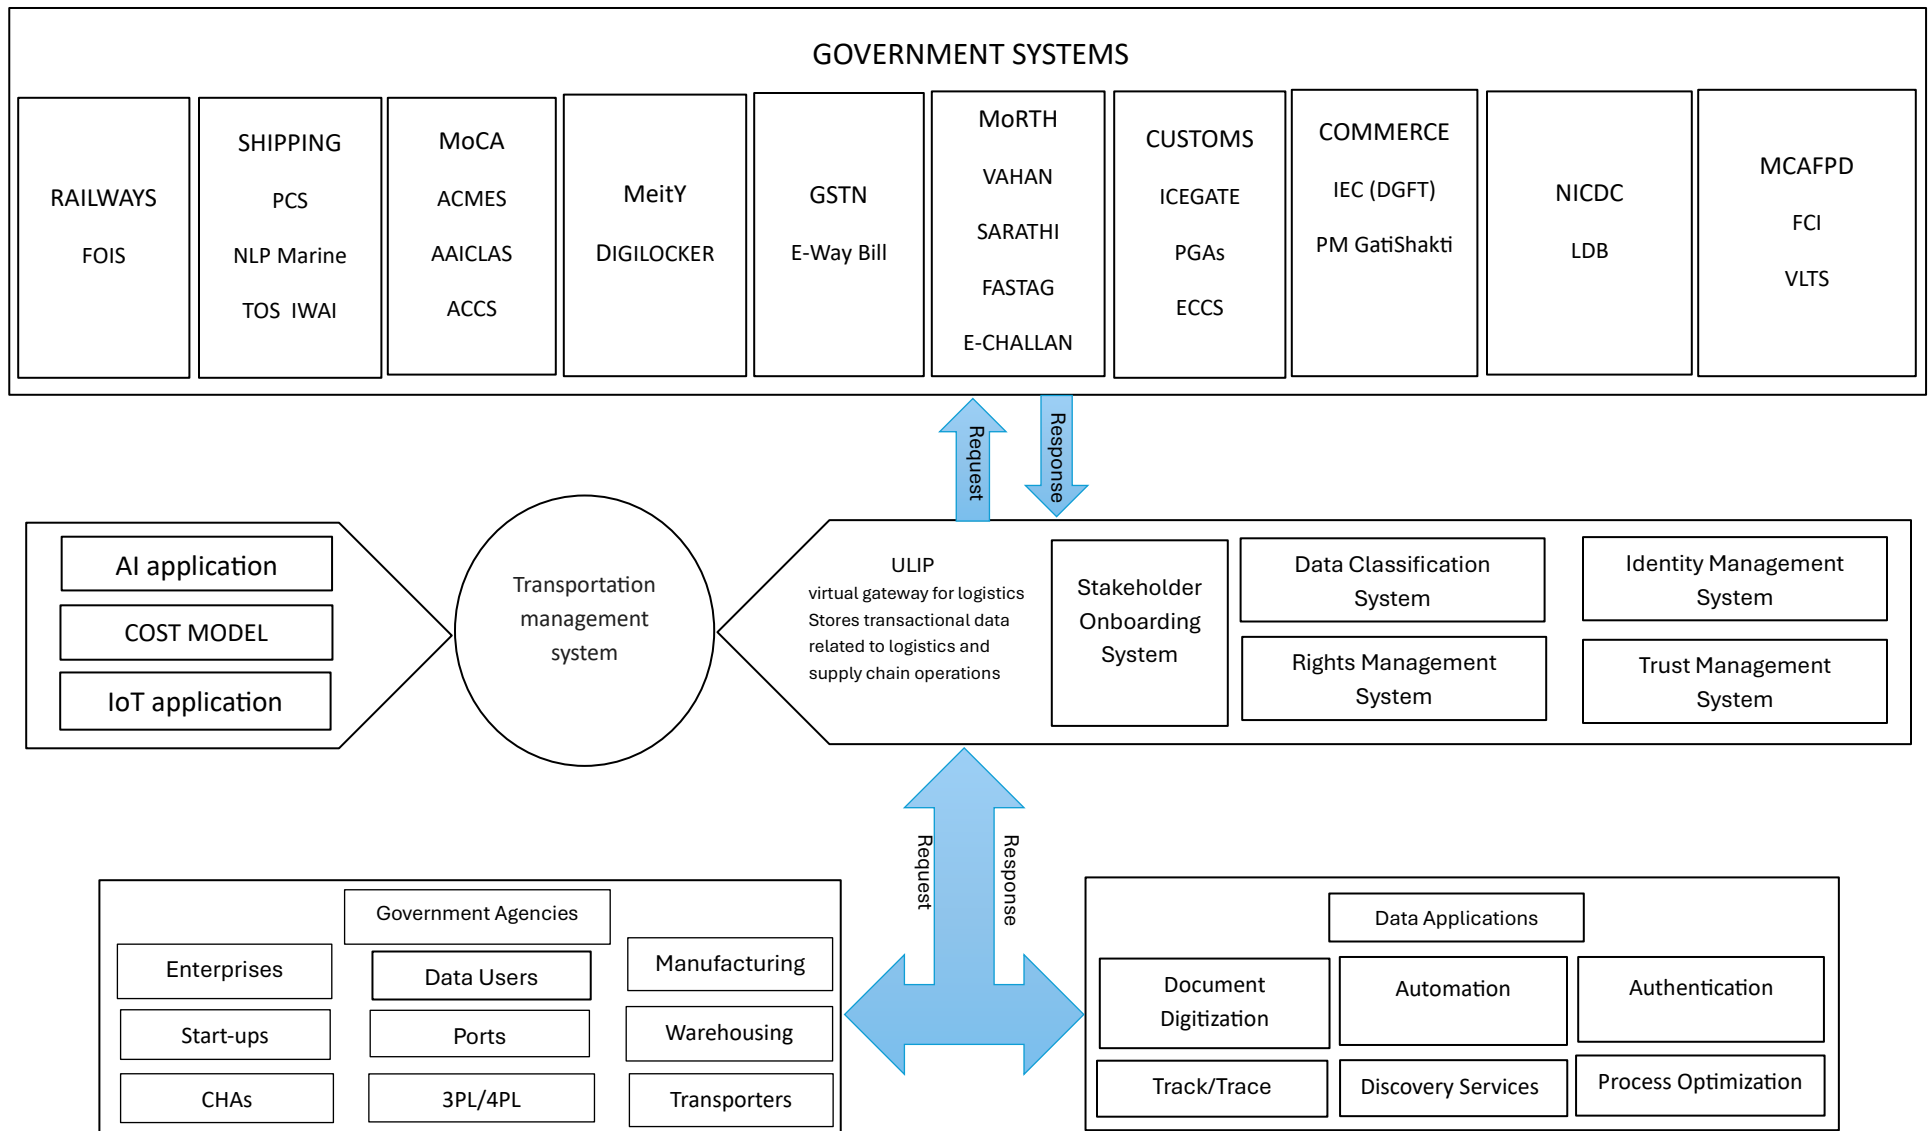 GOVERNMENT SYSTEMS
RAILWAYS
FOIS
SHIPPING
PCS
NLP Marine
TOS IWAI
MoCA
ACMES
AAICLAS
ACCS
MeitY
DIGILOCKER
GSTN
E-Way Bill
MoRTH
VAHAN
SARATHI
FASTAG
E-CHALLAN
CUSTOMS
ICEGATE
PGAs
ECCS
COMMERCE
IEC (DGFT)
PM GatiShakti
NICDC
LDB
MCAFPD
FCI
VLTS
Request
Response
AI application
COST MODEL
IoT application
Transportation
management
system
ULIP
virtual gateway for logistics
Stores transactional data
related to logistics and
supply chain operations
Stakeholder
Onboarding
System
Data Classification
System
Rights Management
System
Identity Management
System
Trust Management
System
Request
Response
Government Agencies
Enterprises
Data Users
Manufacturing
Start-ups
Ports
Warehousing
CHAs
3PL/4PL
Transporters
Data Applications
Document
Digitization
Automation
Authentication
Track/Trace
Discovery Services
Process Optimization